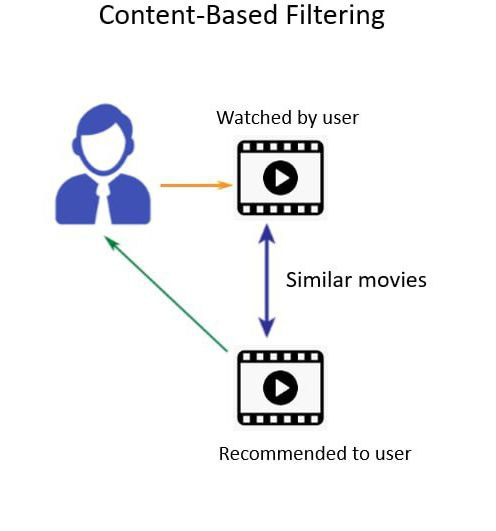 Content-Based Filtering
Watched by user
Similar movies
Recommended to user